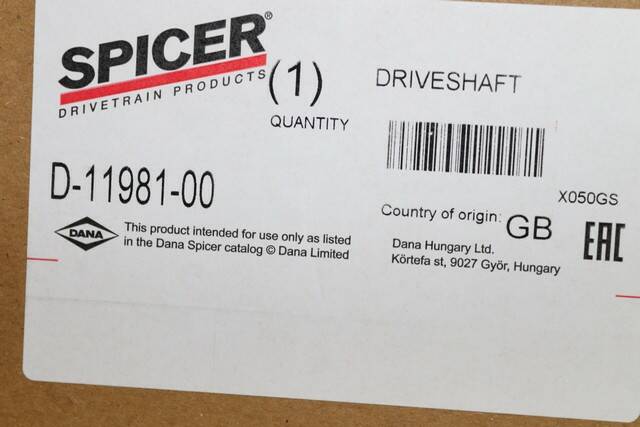 SPICER®
DRIVETRAIN PRODUCTS
(1)
QUANTITY
DRIVESHAFT
D-11981-00
X050GS
DANA
This product intended for use only as listed
in the Dana Spicer catalog © Dana Limited
Country of origin: GB
Dana Hungary Ltd.
Körtefa st, 9027 Győr, Hungary
EAC